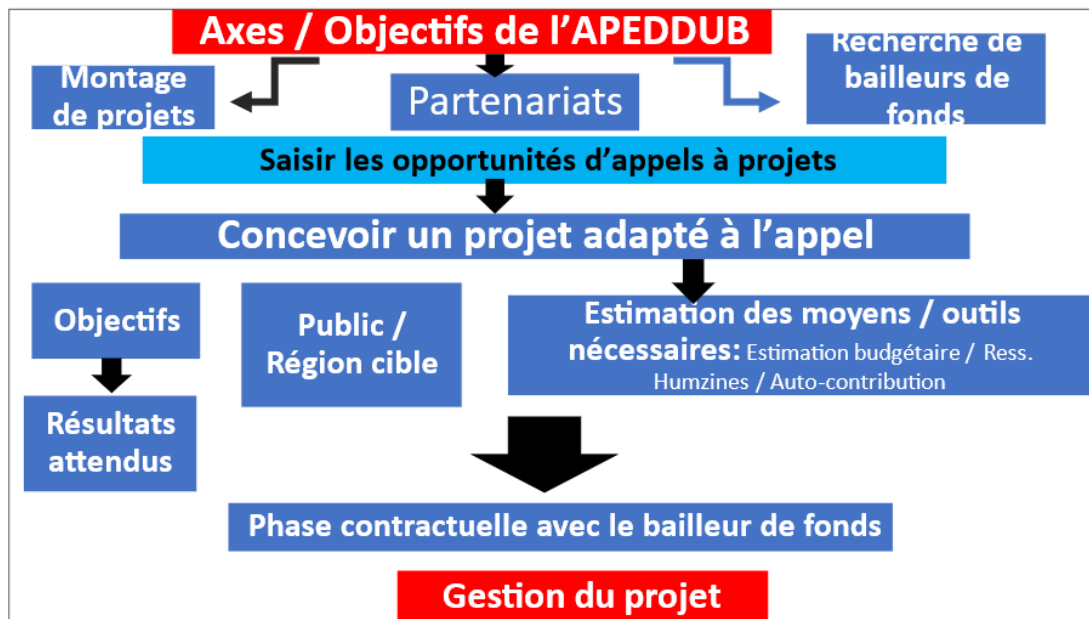 Axes / Objectifs de l’APEDDUB
Montage
de projets
Partenariats
Recherche de
bailleurs de
fonds
Saisir les opportunités d’appels à projets
Concevoir un projet adapté à l’appel
Objectifs
Résultats
attendus
Public /
Région cible
Estimation des moyens / outils
nécessaires: Estimation budgétaire / Ress.
Humzines / Auto-contribution
Phase contractuelle avec le bailleur de fonds
Gestion du projet